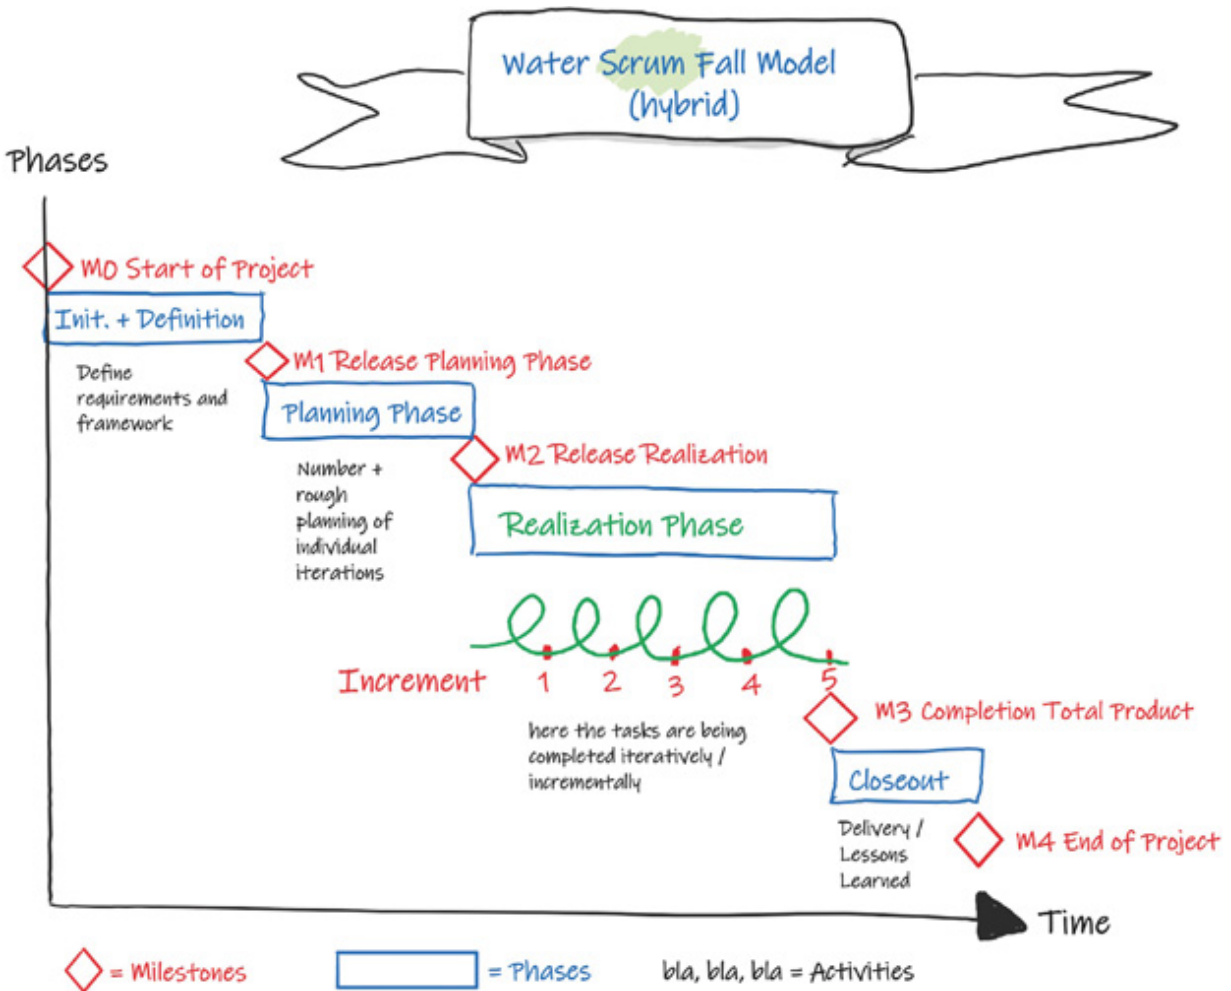 Water Scrum Fall Model
(hybrid)
Phases
M0 Start of Project
Init. + Definition
Define
requirements and
framework
M1 Release Planning Phase
Planning Phase
Number +
rough
planning of
individual
iterations
M2 Release Realization
Realization Phase
Increment 1 2 3 4 5
here the tasks are being
completed iteratively /
incrementally
M3 Completion Total Product
Closeout
Delivery /
Lessons
Learned
M4 End of Project
Time
= Milestones
= Phases
bla, bla, bla = Activities